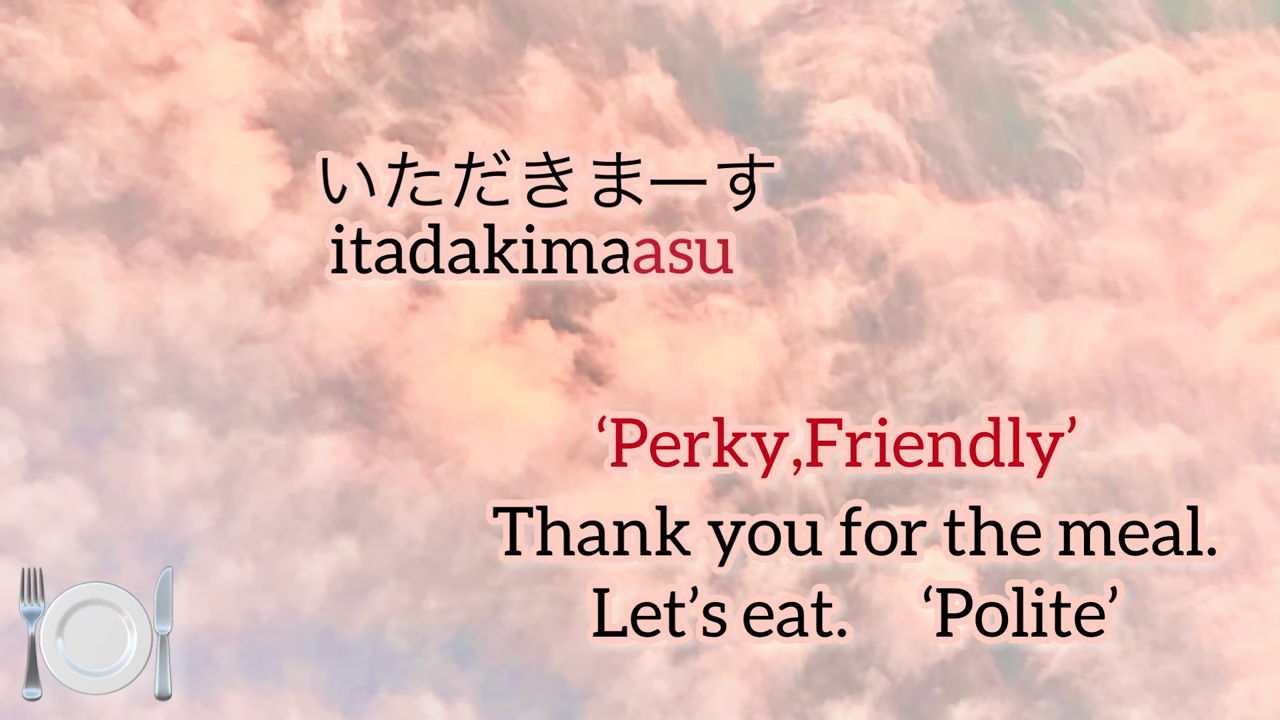 いただきまーす
itadakimaasu
‘Perky,Friendly’
Thank you for the meal.
Let’s eat. ‘Polite’